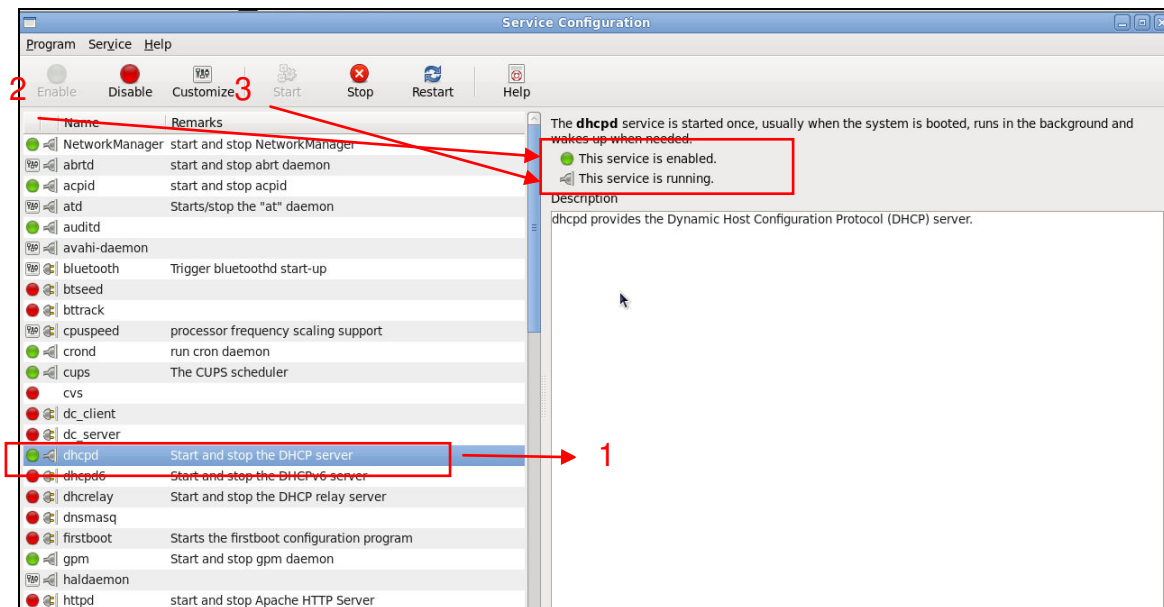 Service Configuration
Program Service Help
2 Enable Disable Customize 3 Start Stop Restart Help
Name Remarks
NetworkManager start and stop NetworkManager
abrtd start and stop abrt daemon
acpid start and stop acpid
atd Starts/stop the "at" daemon
auditd
avahi-daemon
bluetooth Trigger bluetoothd start-up
btseed
bttrack
cpuspeed processor frequency scaling support
crond run cron daemon
cups The CUPS scheduler
cvs
dc_client
dc_server
dhcpd Start and stop the DHCP server
1
dhcpd6 Start and stop the DHCPv6 server
dhcrelay Start and stop the DHCP relay server
dnsmasq
firstboot Starts the firstboot configuration program
gpm Start and stop gpm daemon
haldaemon
httpd start and stop Apache HTTP Server
The dhcpd service is started once, usually when the system is booted, runs in the background and
wakes up when needed.
This service is enabled.
This service is running.
Description
dhcpd provides the Dynamic Host Configuration Protocol (DHCP) server.